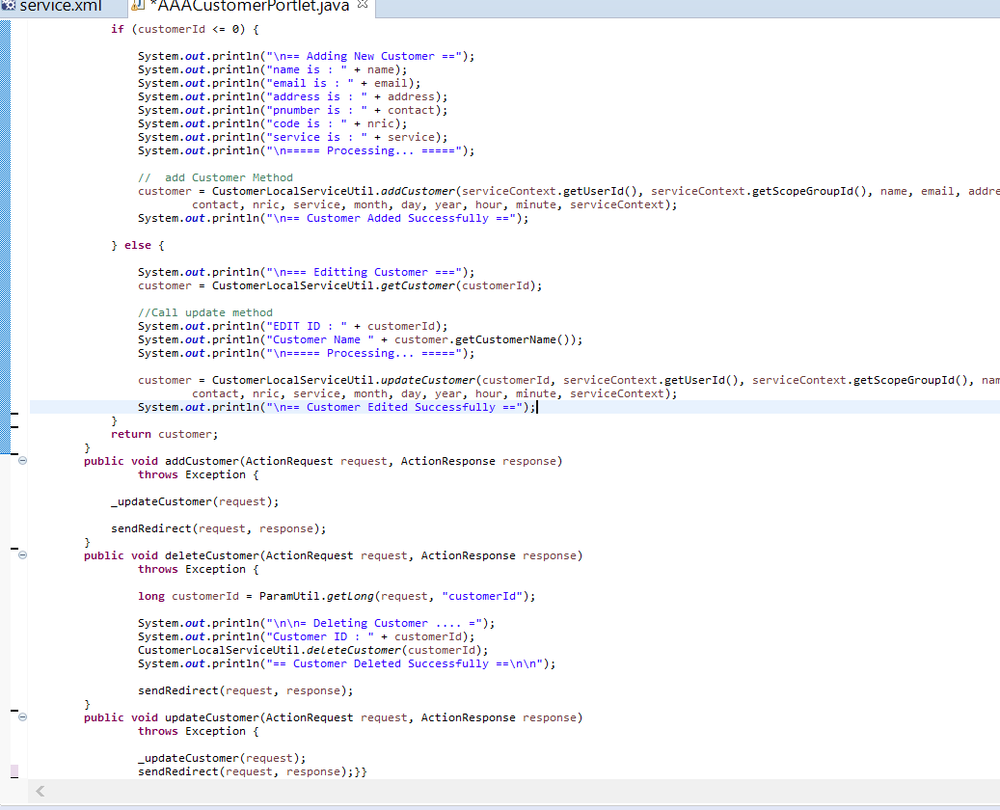 service.xml
*AAACustomerPortlet.java
if (customerId <= 0) {
System.out.println("\n== Adding New Customer ==");
System.out.println("name is : " + name);
System.out.println("email is : " + email);
System.out.println("address is : " + address);
System.out.println("pnumber is : " + contact);
System.out.println("code is : " + nric);
System.out.println("service is : " + service);
System.out.println("\n===== Processing... =====");
//  add Customer Method
customer = CustomerLocalServiceUtil.addCustomer(serviceContext.getUserId(), serviceContext.getScopeGroupId(), name, email, addre
contact, nric, service, month, day, year, hour, minute, serviceContext);
System.out.println("\n== Customer Added Successfully ==");
} else {
System.out.println("\n=== Editting Customer ===");
customer = CustomerLocalServiceUtil.getCustomer(customerId);
//Call update method
System.out.println("EDIT ID : " + customerId);
System.out.println("Customer Name " + customer.getCustomerName());
System.out.println("\n===== Processing... =====");
customer = CustomerLocalServiceUtil.updateCustomer(customerId, serviceContext.getUserId(), serviceContext.getScopeGroupId(), nam
contact, nric, service, month, day, year, hour, minute, serviceContext);
System.out.println("\n== Customer Edited Successfully ==");
}
return customer;
}
public void addCustomer(ActionRequest request, ActionResponse response)
throws Exception {
_updateCustomer(request);
sendRedirect(request, response);
}
public void deleteCustomer(ActionRequest request, ActionResponse response)
throws Exception {
long customerId = ParamUtil.getLong(request, "customerId");
System.out.println("\n\n= Deleting Customer .... =");
System.out.println("Customer ID : " + customerId);
CustomerLocalServiceUtil.deleteCustomer(customerId);
System.out.println("== Customer Deleted Successfully ==\n\n");
sendRedirect(request, response);
}
public void updateCustomer(ActionRequest request, ActionResponse response)
throws Exception {
_updateCustomer(request);
sendRedirect(request, response);}}